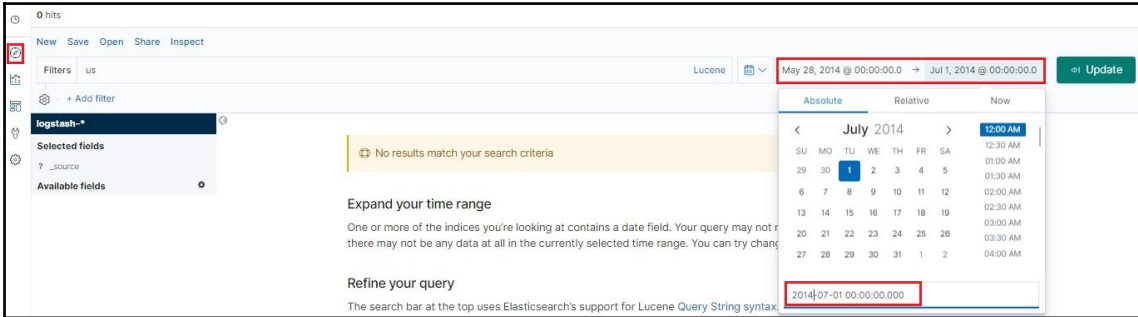 0 hits
New Save Open Share Inspect
Filters us Lucene May 28, 2014 @ 00:00:00.0 → Jul 1, 2014 @ 00:00:00.0 Update
+ Add filter
logstash-*
Selected fields
? _source
Available fields
No results match your search criteria
Expand your time range
One or more of the indices you're looking at contains a date field. Your query may not
there may not be any data at all in the currently selected time range. You can try
Refine your query
The search bar at the top uses Elasticsearch's support for Lucene Query String syntax.
Absolute Relative Now
July 2014
SU MO TU WE TH FR SA
29 30 1 2 3 4 5
6 7 8 9 10 11 12
13 14 15 16 17 18 19
20 21 22 23 24 25 26
27 28 29 30 31 1 2
12:00 AM
12:30 AM
01:00 AM
01:30 AM
02:00 AM
02:30 AM
03:00 AM
03:30 AM
04:00 AM
2014-07-01 00:00:00.000